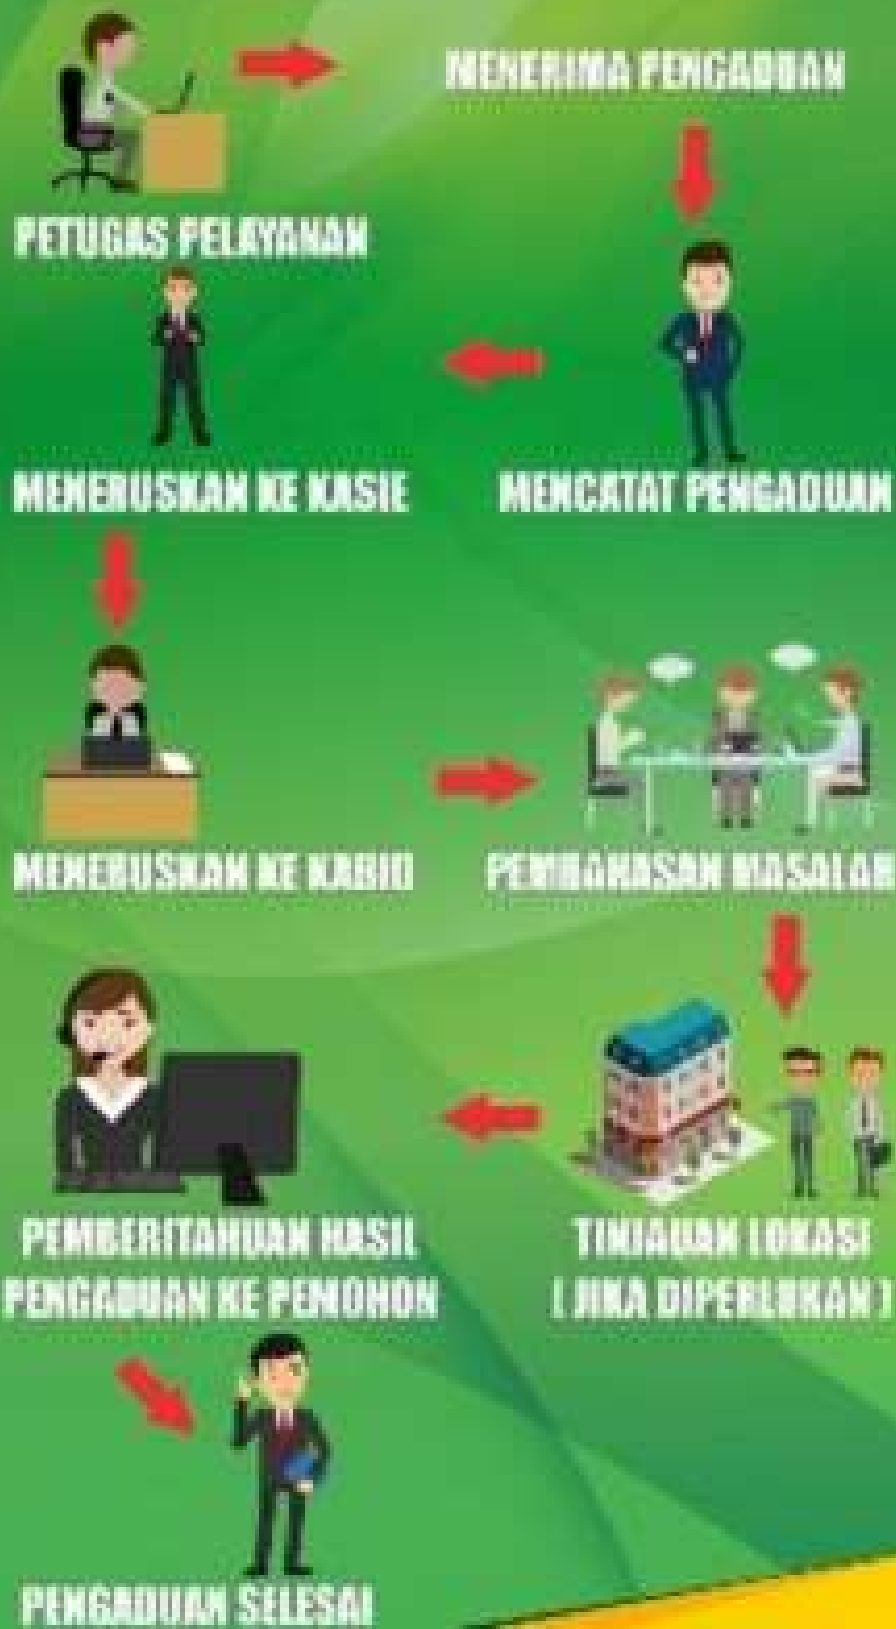 MENERIMA PENGADUAN
PETUGAS PELAYANAN
MENERUSKAN KE KASIE
MENCATAT PENGADUAN
MENERUSKAN KE KABID
PEMBAHASAN MASALAH
PEMBERITAHUAN HASIL
PENGADUAN KE PEMOHON
TINJAUAN LOKASI
( JIKA DIPERLUKAN )
PENGADUAN SELESAI